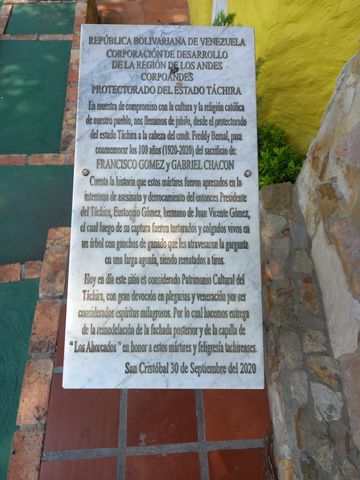 REPÚBLICA BOLIVARIANA DE VENEZUELA
CORPORACIÓN DE DESARROLLO
DE LA REGIÓN DE LOS ANDES
CORPOANDES
PROTECTORADO DEL ESTADO TÁCHIRA
En muestra de compromiso con la cultura y la religión católica
de nuestro pueblo, nos llenamos de jubilo, desde el protectorado
del estado Táchira a la cabeza del cmdt. Freddy Bernal, para
conmemorar los 100 años (1920-2020) del sacrificio de:
FRANCISCO GOMEZ y GABRIEL CHACON
Cuenta la historia que estos mártires fueron apresados en la
intentona de asesinato y derrocamiento del entonces Presidente
del Táchira, Eustoquio Gómez, hermano de Juan Vicente Gómez,
el cual luego de su captura fueron torturados y colgados vivos en
un árbol con ganchos de ganado que les atravesaron la garganta
en una larga agonía, siendo rematados a tiros.
Hoy en día este sitio es considerado Patrimonio Cultural del
Táchira, con gran devoción en plegarias y veneración por ser
considerados espíritus milagrosos. Por lo cual hacemos entrega
de la remodelación de la fachada posterior y de la capilla de
"Los Ahorcados" en honor a estos mártires y feligresía tachirenses.
San Cristóbal 30 de Septiembre del 2020